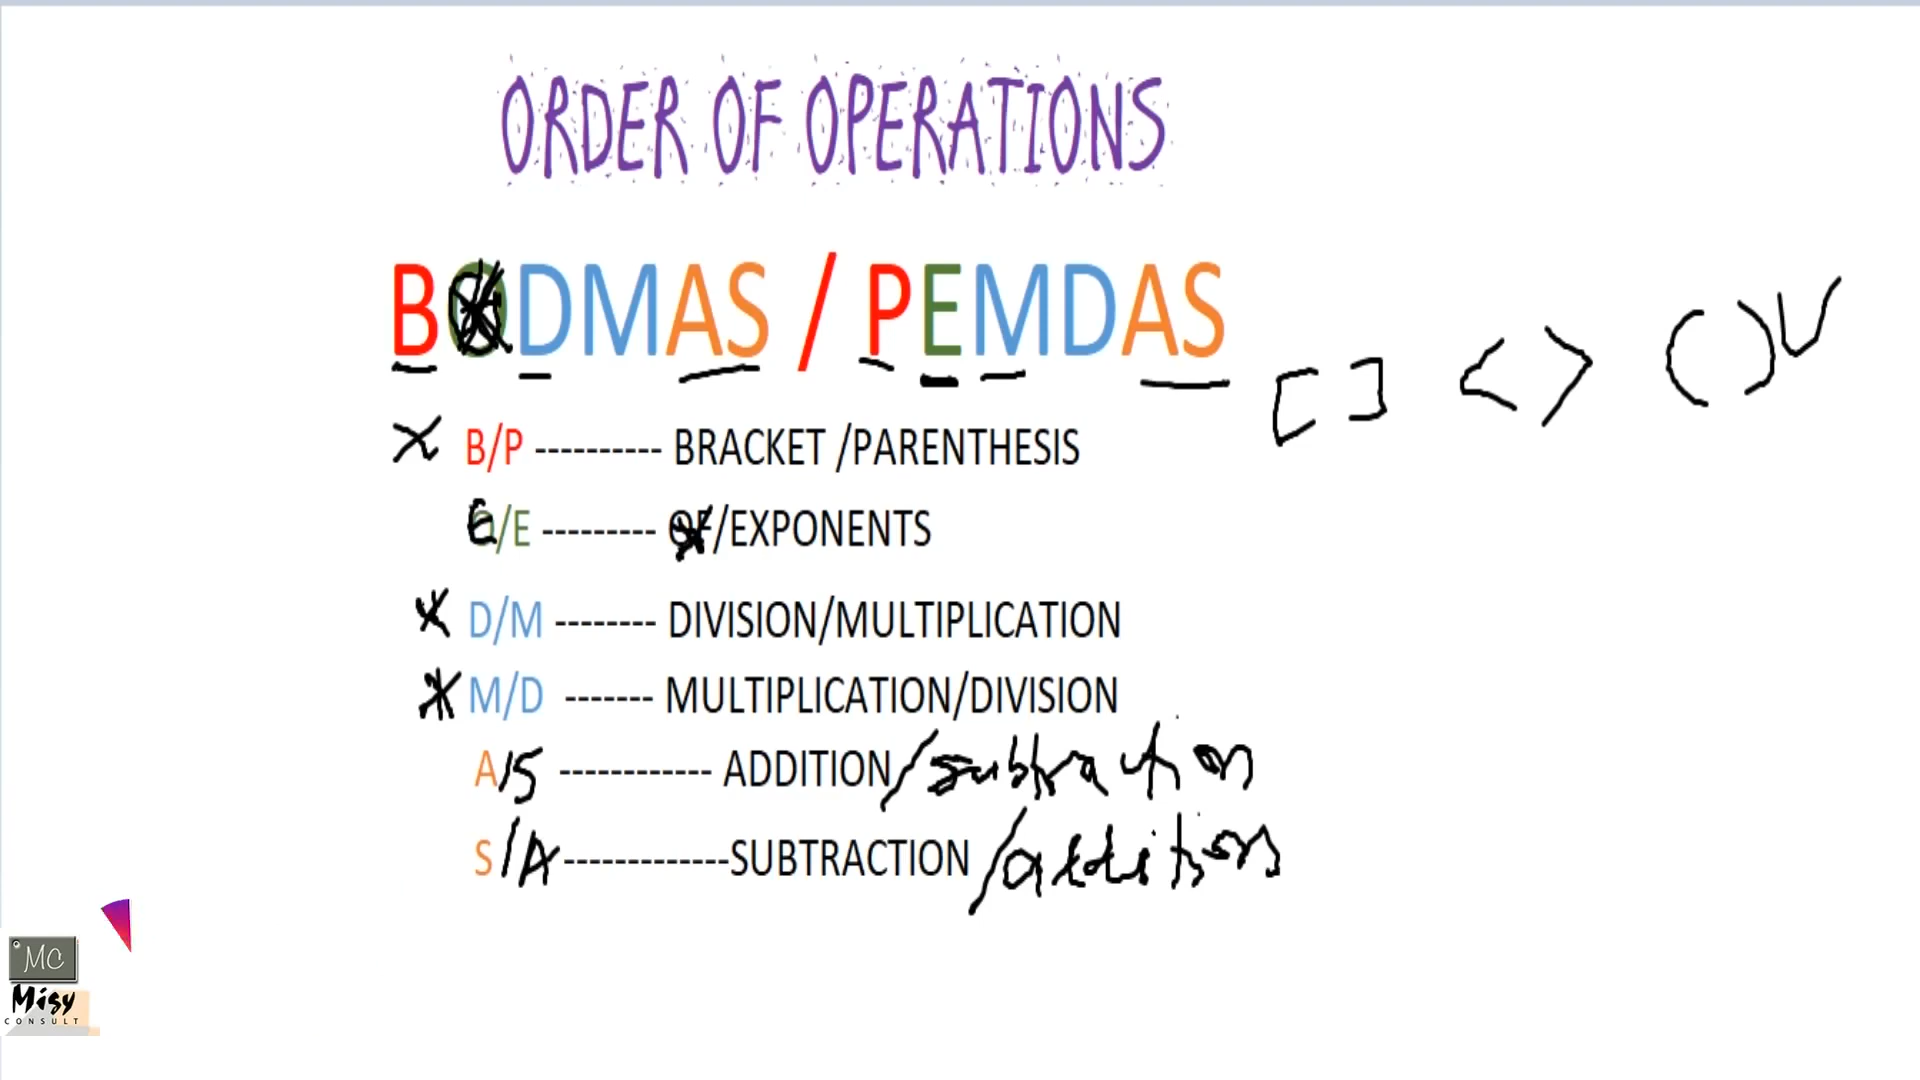 ORDER OF OPERATIONS
BODMAS / PEMDAS
[ ] < > ( )
B/P ---------- BRACKET /PARENTHESIS
E/E --------- OF/EXPONENTS
D/M -------- DIVISION/MULTIPLICATION
M/D ------- MULTIPLICATION/DIVISION
A/S ------------ ADDITION/subtraction
S/A-------------SUBTRACTION/addition
MC
Misy
CONSULT